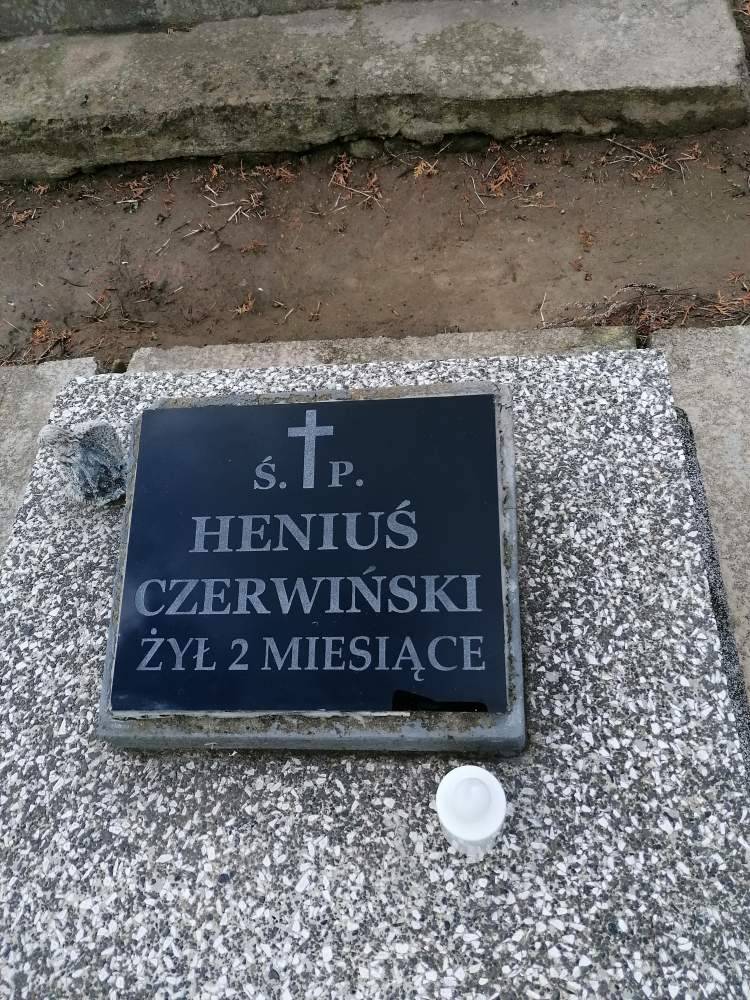 Ś. P.
HENIUŚ
CZERWIŃSKI
ŻYŁ 2 MIESIĄCE